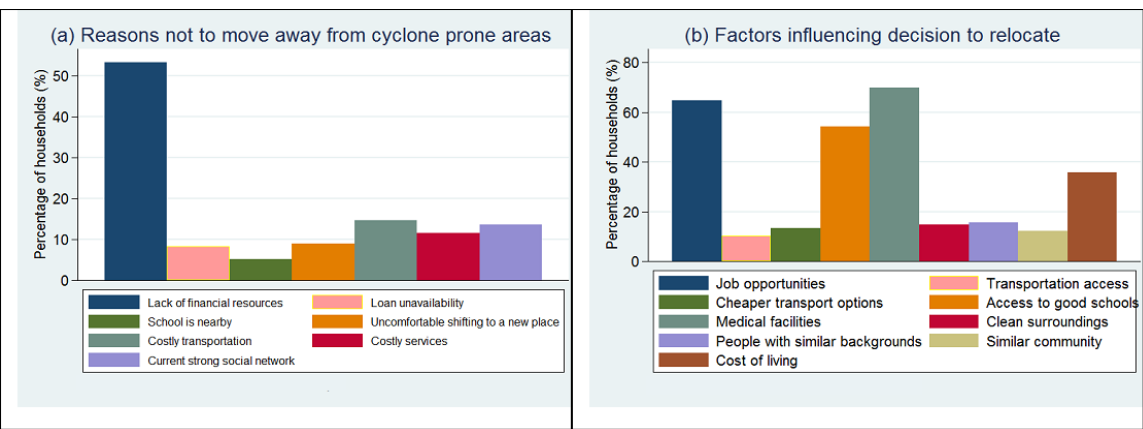 (a) Reasons not to move away from cyclone prone areas
Percentage of households (%)
50
40
30
20
10
0
Lack of financial resources
Loan unavailability
School is nearby
Uncomfortable shifting to a new place
Costly transportation
Costly services
Current strong social network
(b) Factors influencing decision to relocate
Percentage of households (%)
80
60
40
20
0
Job opportunities
Transportation access
Cheaper transport options
Access to good schools
Medical facilities
Clean surroundings
People with similar backgrounds
Similar community
Cost of living